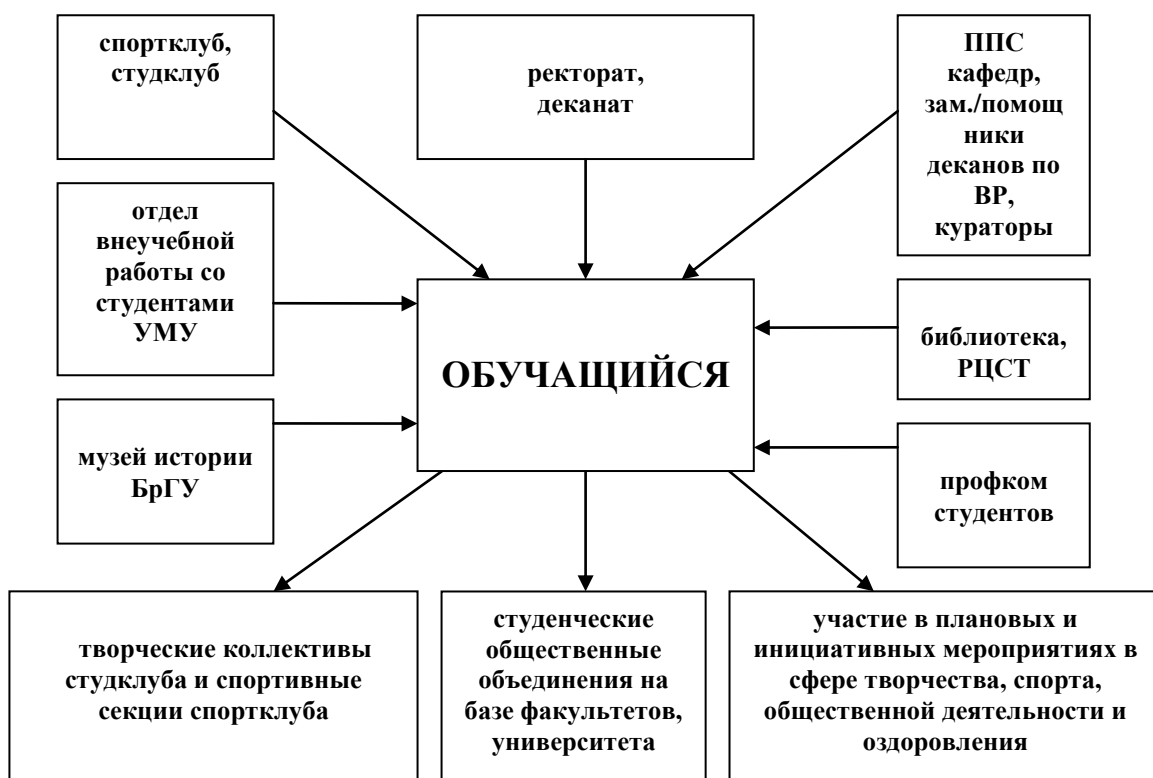 спортклуб,
студклуб
ректорат,
деканат
ППС
кафедр,
зам./помощ
ники
деканов по
ВР,
кураторы
отдел
внеучебной
работы со
студентами
УМУ
ОБУЧАЩИЙСЯ
библиотека,
РЦСТ
музей истории
БрГУ
профком
студентов
творческие коллективы
студклуба и спортивные
секции спортклуба
студенческие
общественные
объединения на
базе факультетов,
университета
участие в плановых и
инициативных мероприятиях в
сфере творчества, спорта,
общественной деятельности и
оздоровления